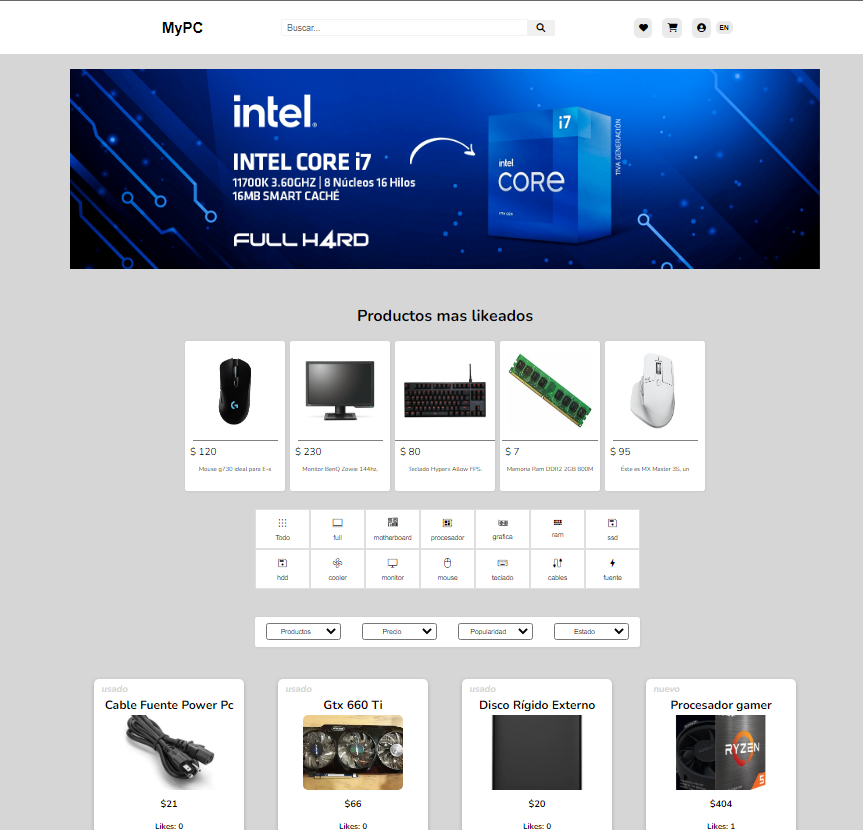 MyPC
Buscar...
EN
intel.
INTEL CORE i7
11700K 3.60GHZ | 8 Núcleos 16 Hilos
16MB SMART CACHÉ
FULL H4RD
i7
intel
CORE
11VA GENERACIÓN
Productos mas likeados
$ 120
$ 230
$ 80
$ 7
$ 95
Mouse g730 ideal para E-s
Monitor BenQ Zowie 144hz,
Teclado Hyperx Allow FPS.
Memoria Ram DDR2 2GB 800M
Éste es MX Master 3S, un
Todo
full
motherboard
procesador
grafica
ram
ssd
hdd
cooler
monitor
mouse
teclado
cables
fuente
Productos
Precio
Popularidad
Estado
usado
usado
usado
nuevo
Cable Fuente Power Pc
Gtx 660 Ti
Disco Rígido Externo
Procesador gamer
RYZEN
5
$21
$66
$20
$404
Likes: 0
Likes: 0
Likes: 0
Likes: 1